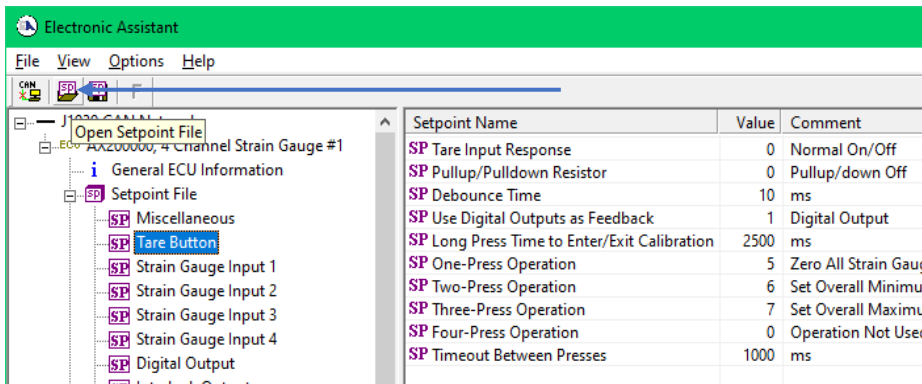 Electronic Assistant
File View Options Help
CAN SP SP F
Open Setpoint File
ECU AX200000, 4 Channel Strain Gauge #1
i General ECU Information
SP Setpoint File
SP Miscellaneous
SP Tare Button
SP Strain Gauge Input 1
SP Strain Gauge Input 2
SP Strain Gauge Input 3
SP Strain Gauge Input 4
SP Digital Output
Setpoint Name Value Comment
SP Tare Input Response 0 Normal On/Off
SP Pullup/Pulldown Resistor 0 Pullup/down Off
SP Debounce Time 10 ms
SP Use Digital Outputs as Feedback 1 Digital Output
SP Long Press Time to Enter/Exit Calibration 2500 ms
SP One-Press Operation 5 Zero All Strain Gau
SP Two-Press Operation 6 Set Overall Minimu
SP Three-Press Operation 7 Set Overall Maximu
SP Four-Press Operation 0 Operation Not Used
SP Timeout Between Presses 1000 ms